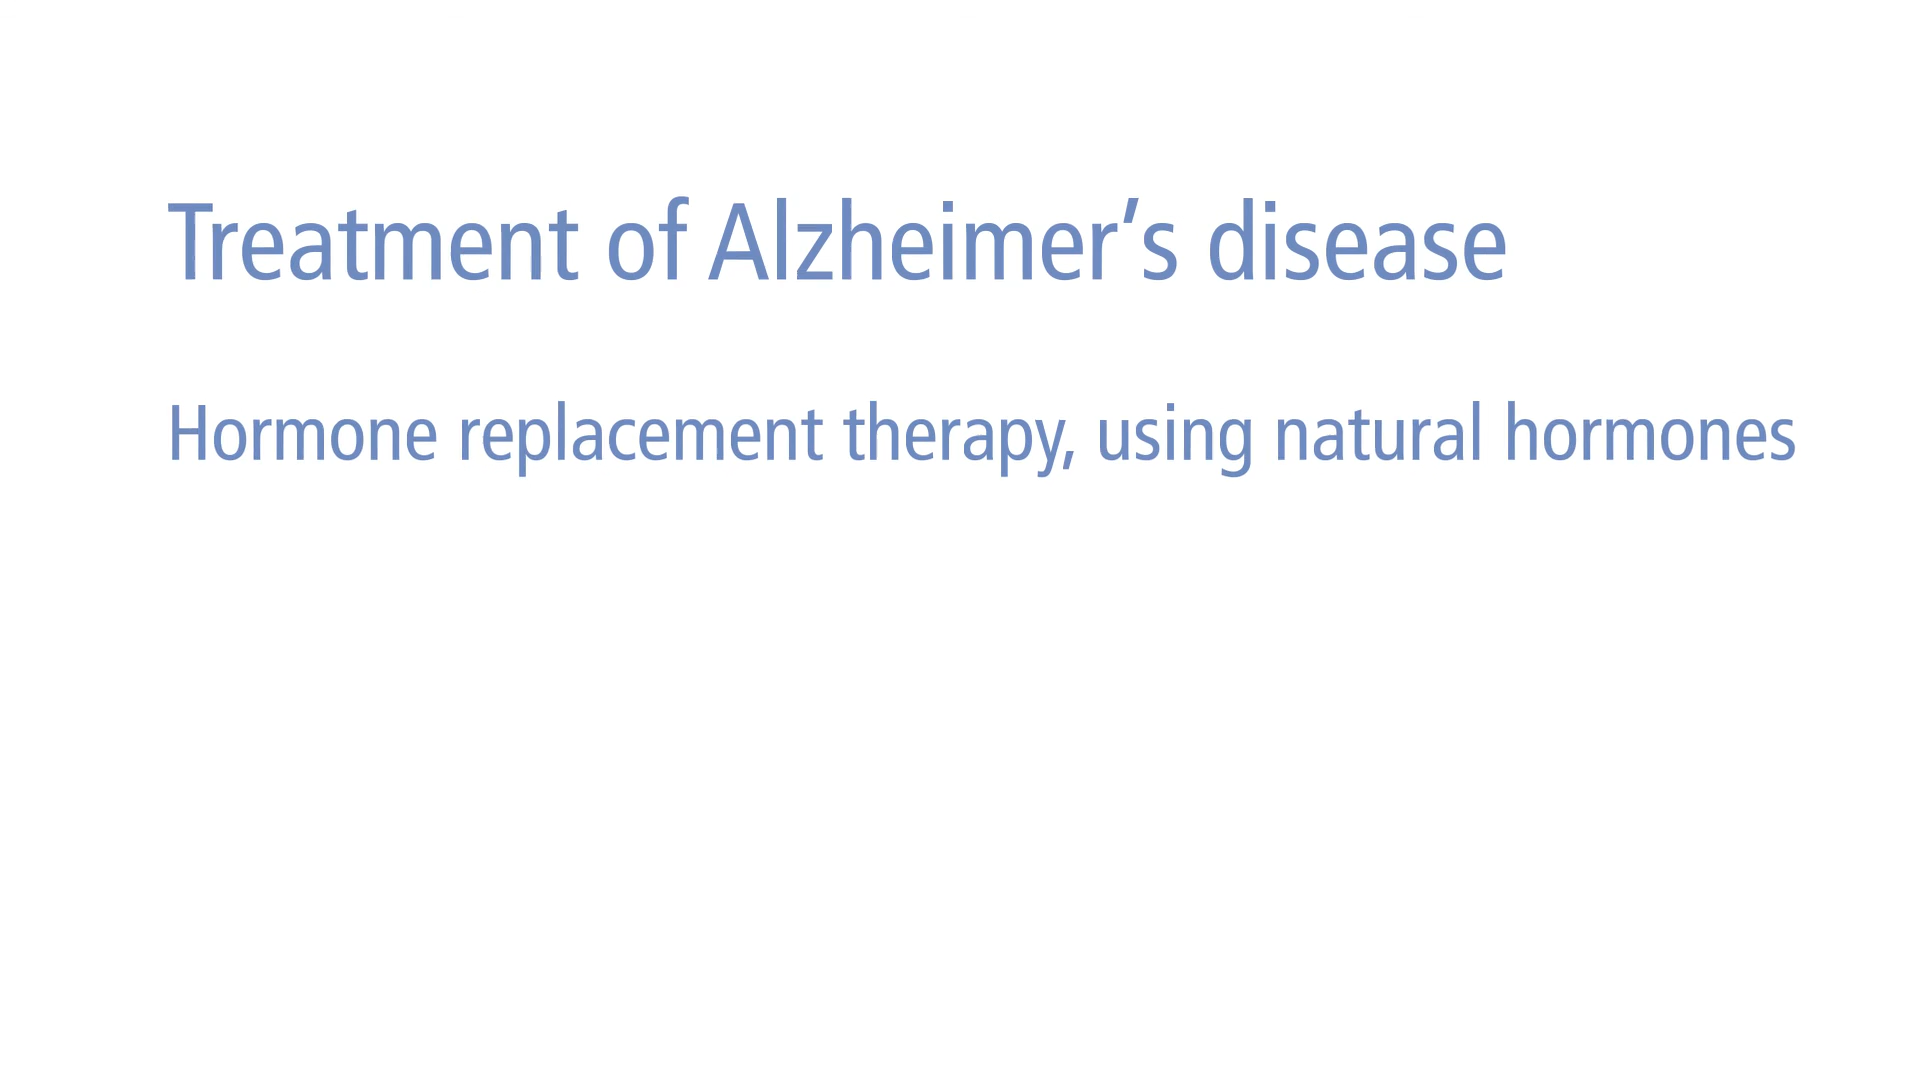 Treatment of Alzheimer’s disease
Hormone replacement therapy, using natural hormones